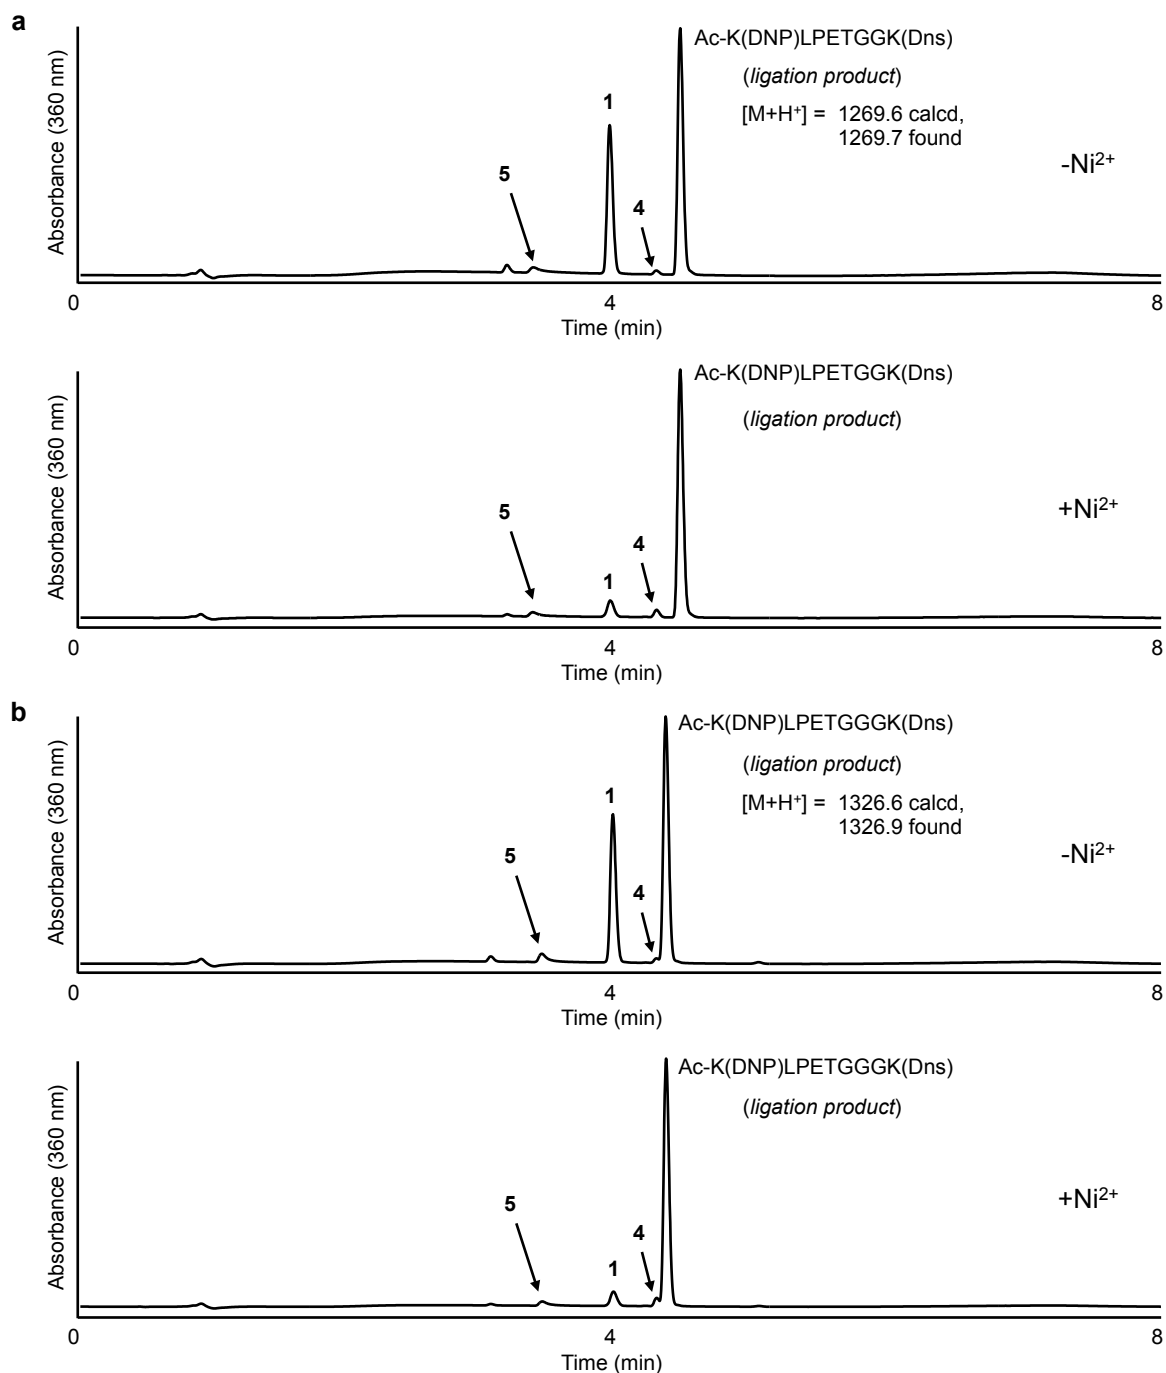 a
Absorbance (360 nm)
Ac-K(DNP)LPETGGK(Dns)
(ligation product)
[M+H⁺] = 1269.6 calcd,
1269.7 found
-Ni²⁺
1
5
4
0 4 8
Time (min)
Absorbance (360 nm)
Ac-K(DNP)LPETGGK(Dns)
(ligation product)
+Ni²⁺
5
4
1
0 4 8
Time (min)
b
Absorbance (360 nm)
Ac-K(DNP)LPETGGGK(Dns)
(ligation product)
[M+H⁺] = 1326.6 calcd,
1326.9 found
-Ni²⁺
1
5
4
0 4 8
Time (min)
Absorbance (360 nm)
Ac-K(DNP)LPETGGGK(Dns)
(ligation product)
+Ni²⁺
5
4
1
0 4 8
Time (min)